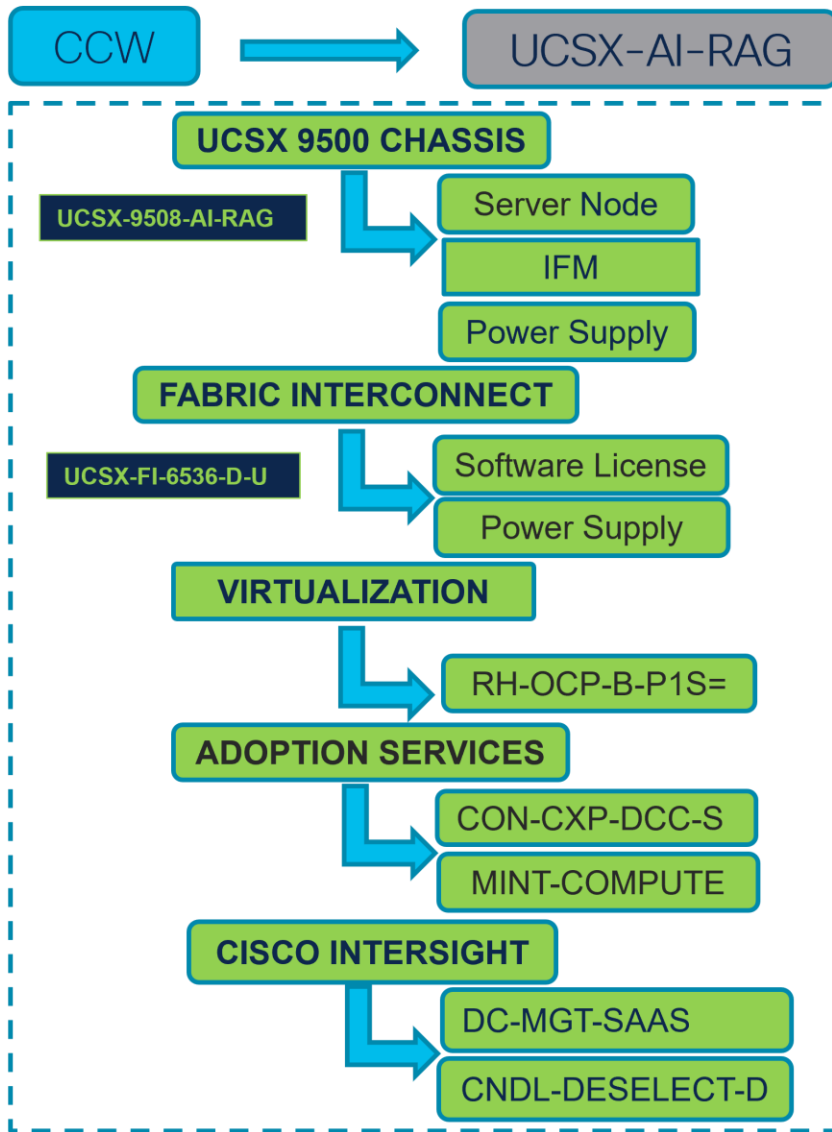 CCW
UCSX-AI-RAG
UCSX 9500 CHASSIS
UCSX-9508-AI-RAG
Server Node
IFM
Power Supply
FABRIC INTERCONNECT
UCSX-FI-6536-D-U
Software License
Power Supply
VIRTUALIZATION
RH-OCP-B-P1S=
ADOPTION SERVICES
CON-CXP-DCC-S
MINT-COMPUTE
CISCO INTERSIGHT
DC-MGT-SAAS
CNDL-DESELECT-D